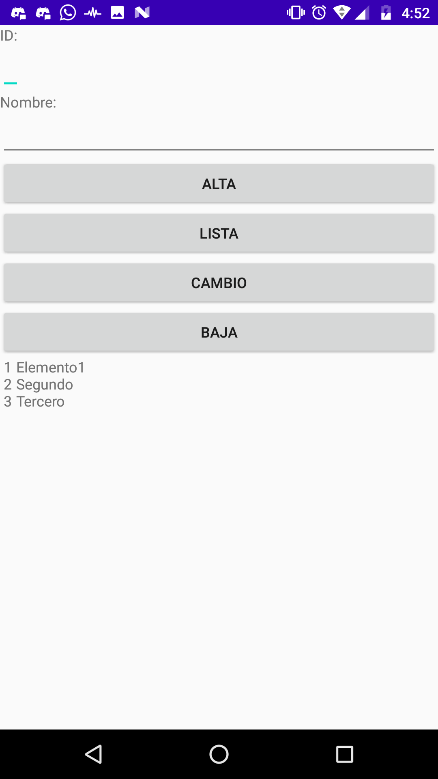 4:52
ID:
Nombre:
ALTA
LISTA
CAMBIO
BAJA
1 Elemento1
2 Segundo
3 Tercero